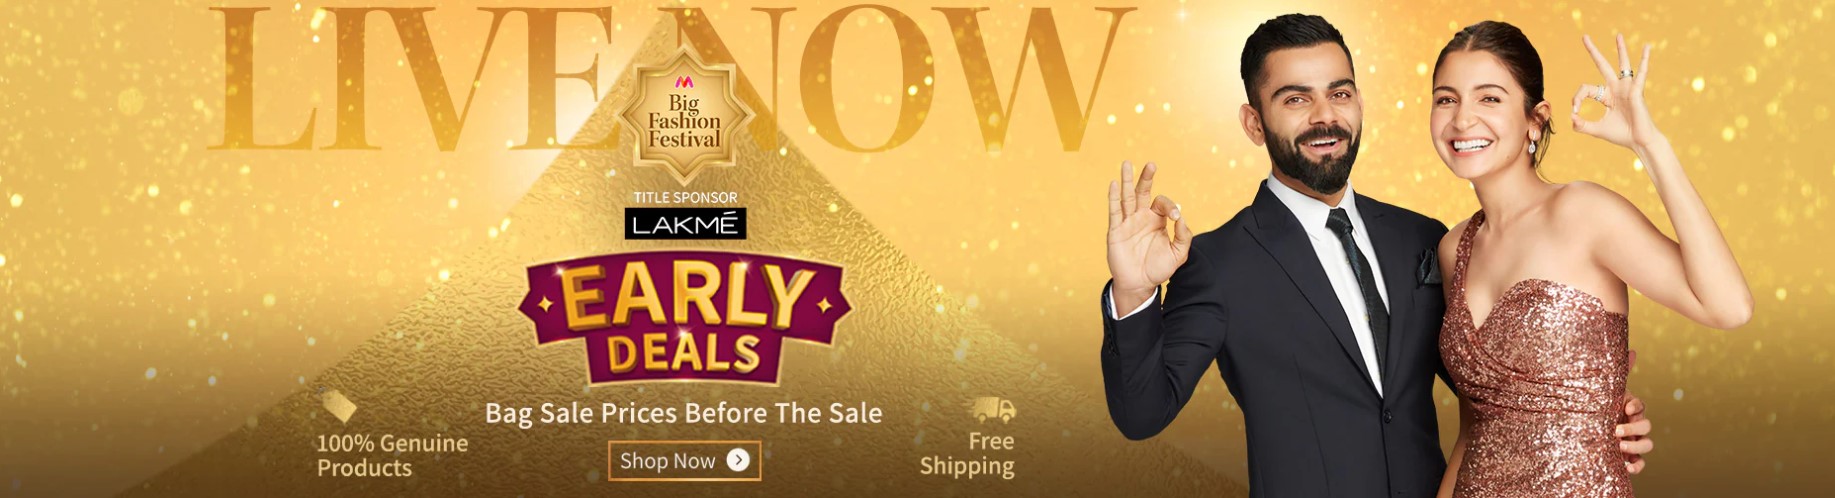 LIVE NOW
Big
Fashion
Festival
TITLE SPONSOR
LAKMÉ
EARLY
DEALS
Bag Sale Prices Before The Sale
100% Genuine
Products
Shop Now
Free
Shipping